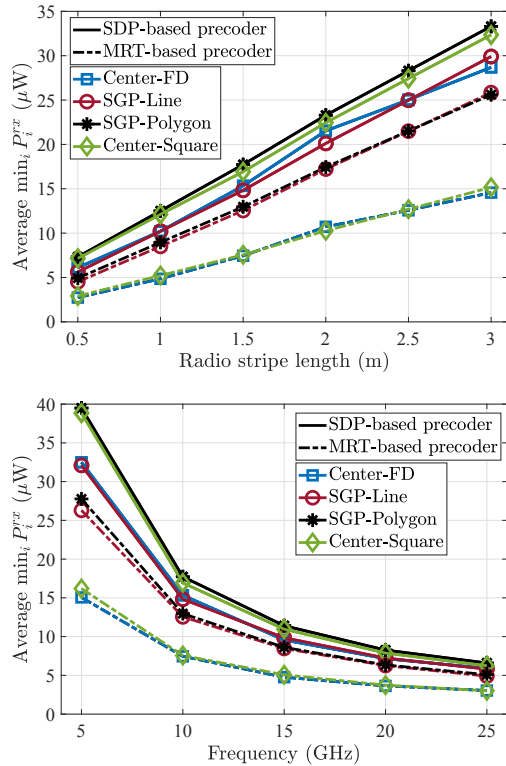 SDP-based precoder
MRT-based precoder
Center-FD
SGP-Line
SGP-Polygon
Center-Square
Average min_i P_i^{rx} (μW)
35
30
25
20
15
10
5
0
0.5
1
1.5
2
2.5
3
Radio stripe length (m)
SDP-based precoder
MRT-based precoder
Center-FD
SGP-Line
SGP-Polygon
Center-Square
Average min_i P_i^{rx} (μW)
40
35
30
25
20
15
10
5
0
5
10
15
20
25
Frequency (GHz)